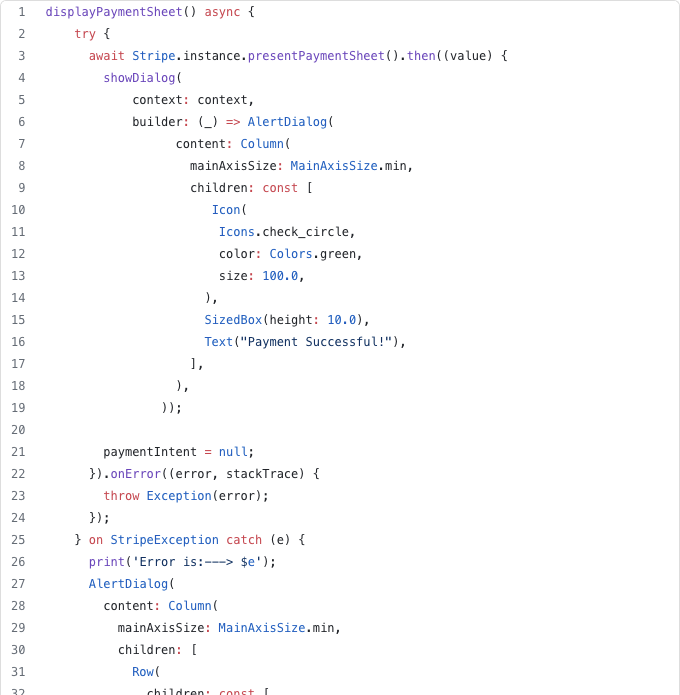 1 displayPaymentSheet() async {
2     try {
3       await Stripe.instance.presentPaymentSheet().then((value) {
4         showDialog(
5             context: context,
6             builder: (_) => AlertDialog(
7                   content: Column(
8                     mainAxisSize: MainAxisSize.min,
9                     children: const [
10                       Icon(
11                        Icons.check_circle,
12                        color: Colors.green,
13                        size: 100.0,
14                      ),
15                      SizedBox(height: 10.0),
16                      Text("Payment Successful!"),
17                    ],
18                  ),
19                ));
20
21        paymentIntent = null;
22      }).onError((error, stackTrace) {
23        throw Exception(error);
24      });
25    } on StripeException catch (e) {
26      print('Error is:---> $e');
27      AlertDialog(
28        content: Column(
29          mainAxisSize: MainAxisSize.min,
30          children: [
31            Row(
32              children: const [